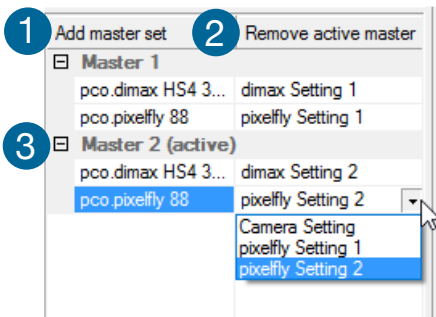 1 Add master set 2 Remove active master
Master 1
pco.dimax HS4 3... dimax Setting 1
pco.pixelfly 88 pixelfly Setting 1
3 Master 2 (active)
pco.dimax HS4 3... dimax Setting 2
pco.pixelfly 88 pixelfly Setting 2
Camera Setting
pixelfly Setting 1
pixelfly Setting 2